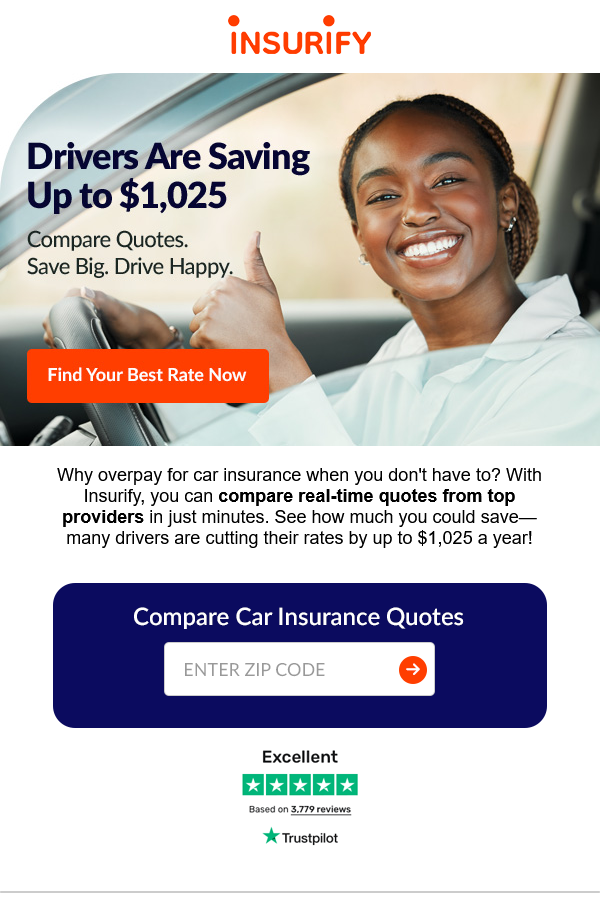 INSURIFY
Drivers Are Saving
Up to $1,025
Compare Quotes.
Save Big. Drive Happy.
Find Your Best Rate Now
Why overpay for car insurance when you don't have to? With
Insurify, you can compare real-time quotes from top
providers in just minutes. See how much you could save—
many drivers are cutting their rates by up to $1,025 a year!
Compare Car Insurance Quotes
ENTER ZIP CODE
Excellent
Based on 3,779 reviews
Trustpilot